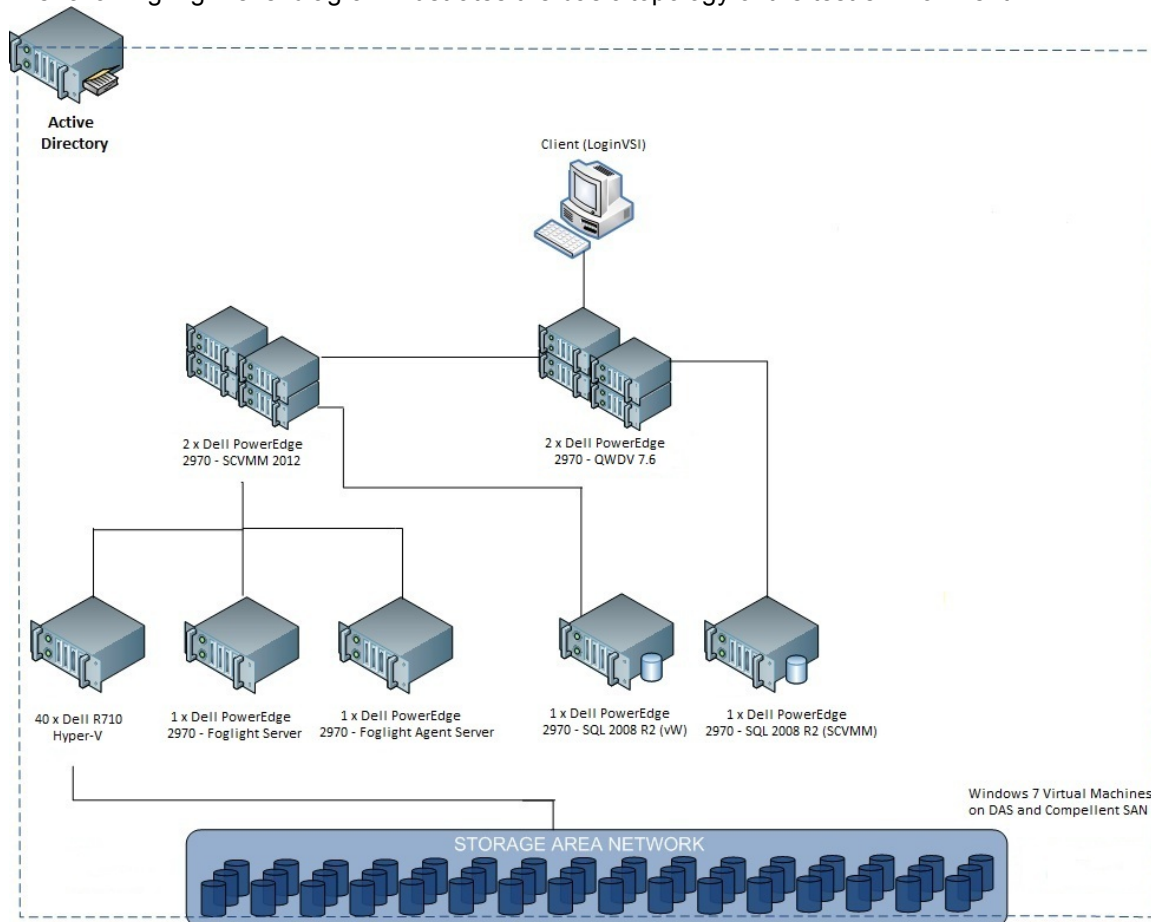 Active
Directory
Client (LoginVSI)
2 x Dell PowerEdge
2970 - SCVMM 2012
2 x Dell PowerEdge
2970 - QWDV 7.6
40 x Dell R710
Hyper-V
1 x Dell PowerEdge
2970 - Foglight Server
1 x Dell PowerEdge
2970 - Foglight Agent Server
1 x Dell PowerEdge
2970 - SQL 2008 R2 (vW)
1 x Dell PowerEdge
2970 - SQL 2008 R2 (SCVMM)
Windows 7 Virtual Machines
on DAS and Compellent SAN
STORAGE AREA NETWORK